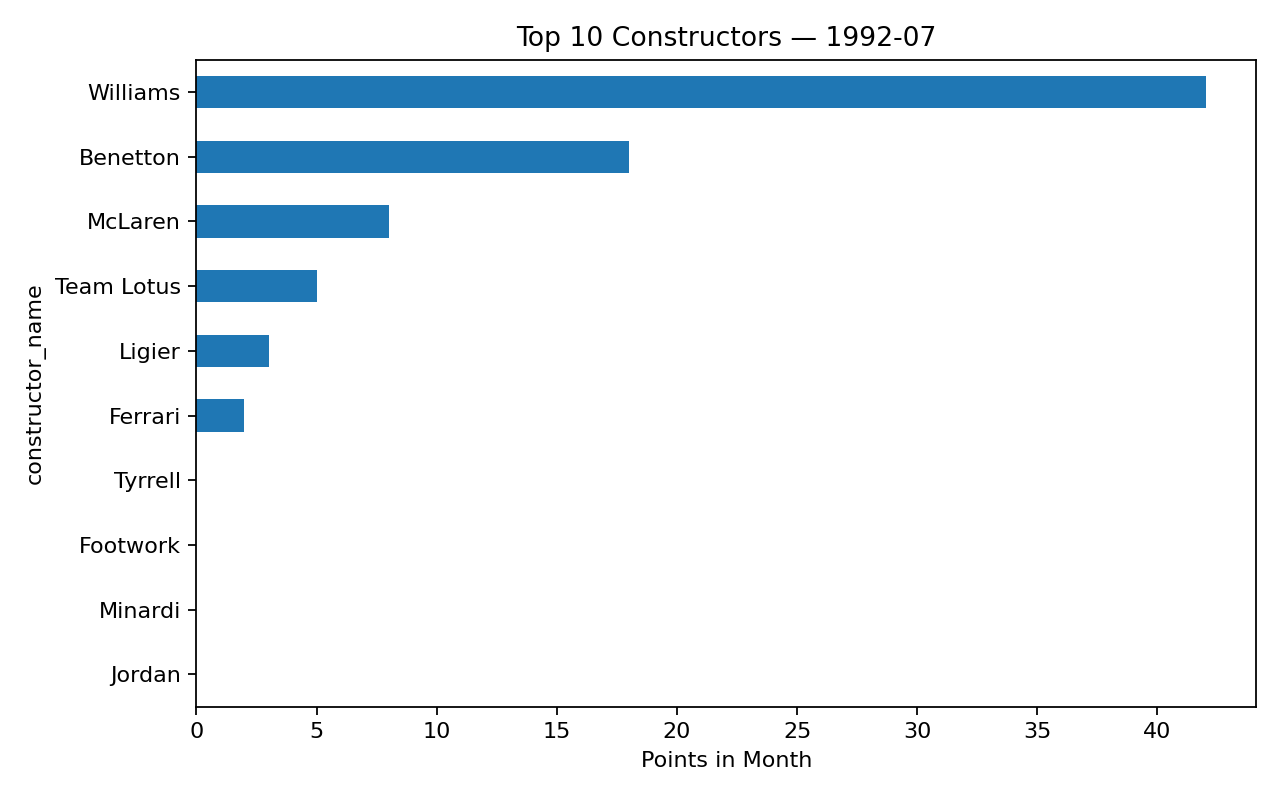 Top 10 Constructors — 1992-07
constructor_name
Williams
Benetton
McLaren
Team Lotus
Ligier
Ferrari
Tyrrell
Footwork
Minardi
Jordan
0 5 10 15 20 25 30 35 40
Points in Month